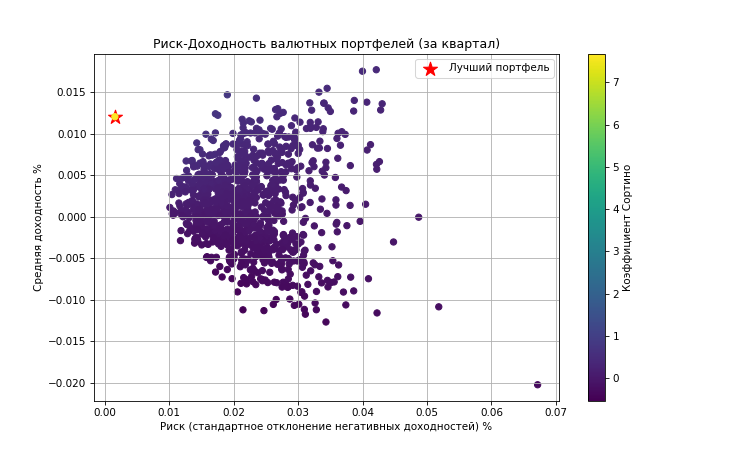 Риск-Доходность валютных портфелей (за квартал)
Лучший портфель
0.015
0.010
0.005
0.000
−0.005
−0.010
−0.015
−0.020
Средняя доходность %
0.00 0.01 0.02 0.03 0.04 0.05 0.06 0.07
Риск (стандартное отклонение негативных доходностей) %
7
6
5
4
3
2
1
0
Коэффициент Сортино